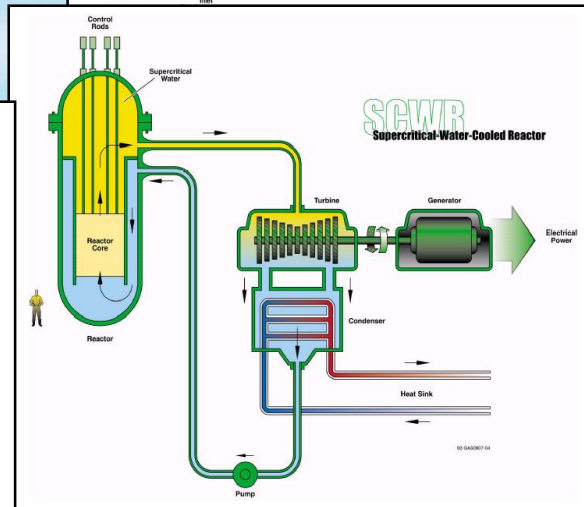 Inlet
Control
Rods
Supercritical
Water
SCWR
Supercritical-Water-Cooled Reactor
Turbine
Generator
Electrical
Power
Reactor
Core
Condenser
Reactor
Heat Sink
02-GA50807-04
Pump